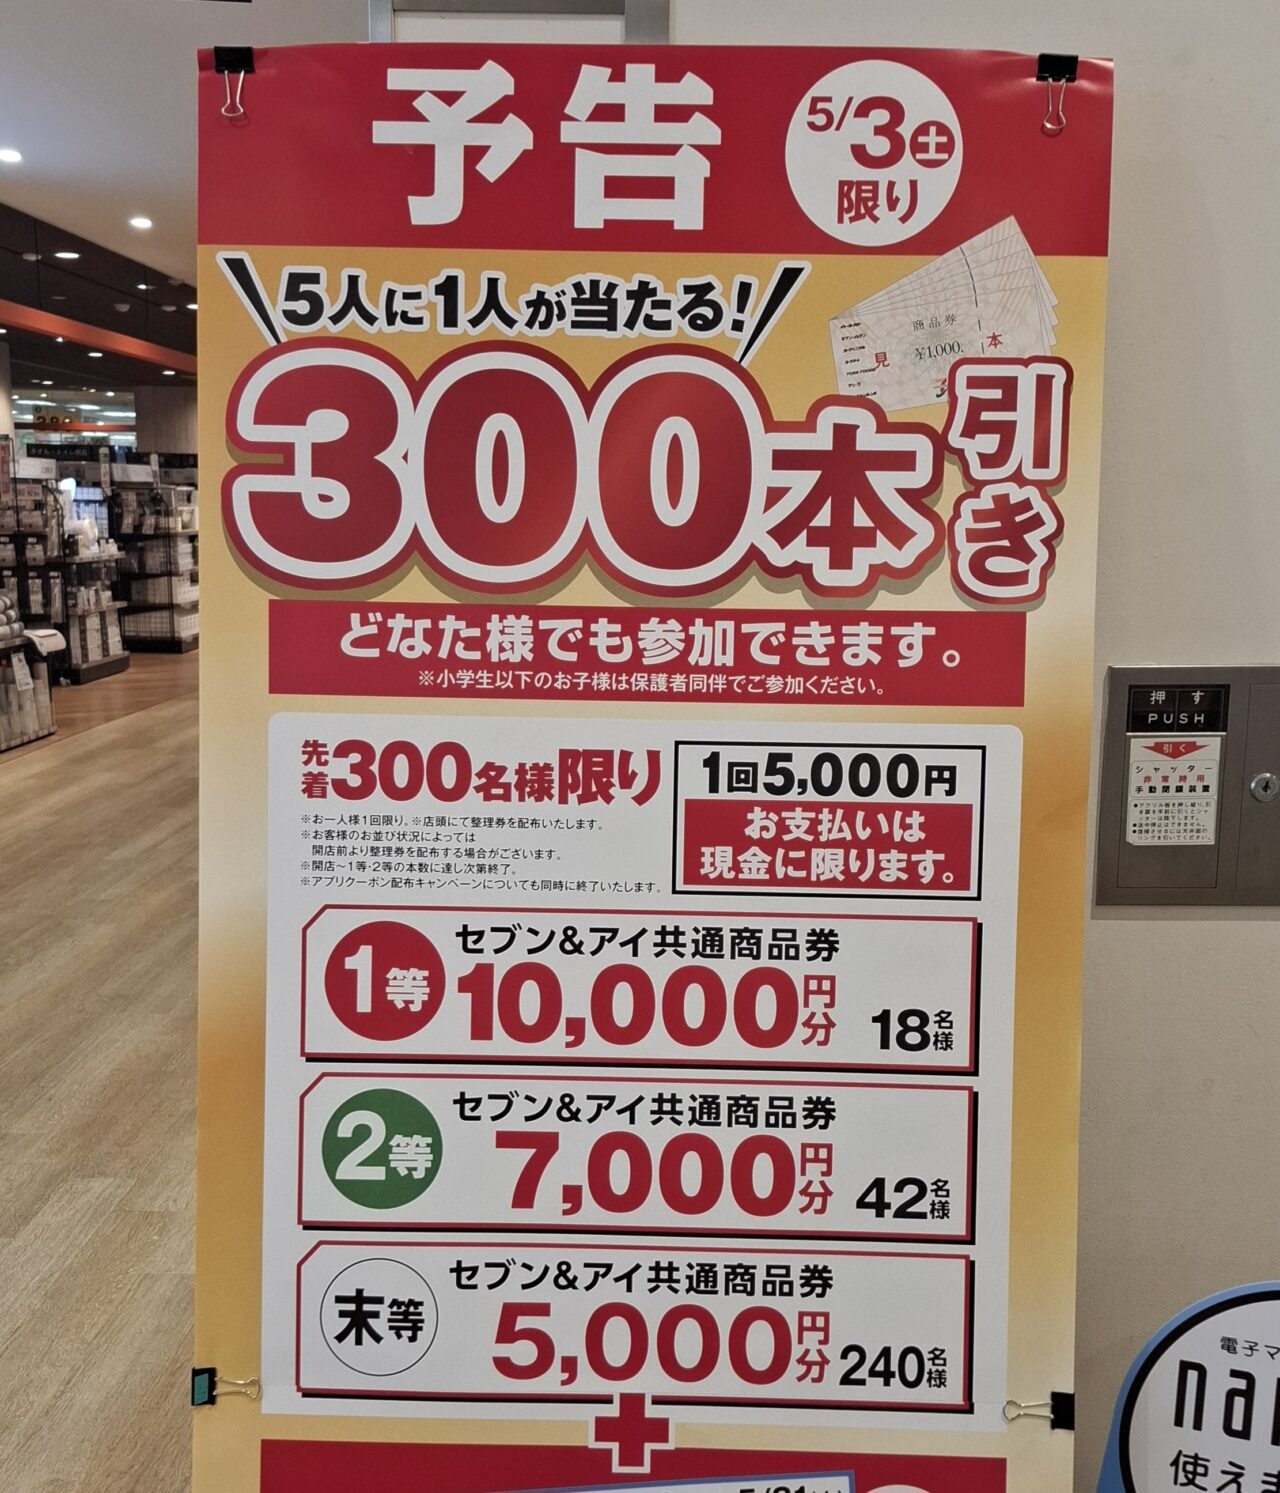 予告
5/3土
限り
5人に1人が当たる!
商品券
¥1,000.
見
本
300本引き
どなた様でも参加できます。
※小学生以下のお子様は保護者同伴でご参加ください。
先着300名様限り
※お一人様1回限り。※店頭にて整理券を配布いたします。
※お客様のお並び状況によっては
開店前より整理券を配布する場合がございます。
※開店～1等・2等の本数に達し次第終了。
※アプリクーポン配布キャンペーンについても同時に終了いたします。
1回5,000円
お支払いは
現金に限ります。
1等
セブン&アイ共通商品券
10,000円分
18名様
2等
セブン&アイ共通商品券
7,000円分
42名様
末等
セブン&アイ共通商品券
5,000円分
240名様
+
押す
PUSH
引く
シャッター
非常時用
手動閉鎖装置
電子マ
使えま